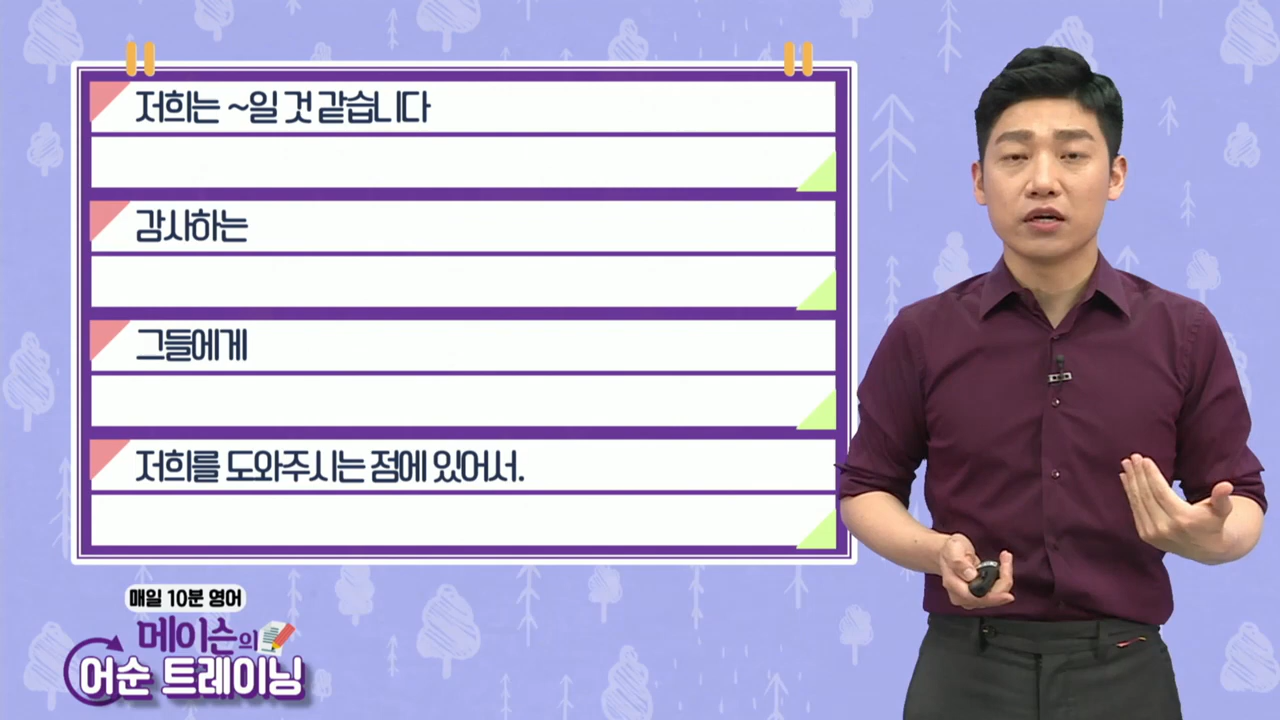 저희는 ~일 것 같습니다
감사하는
그들에게
저희를 도와주시는 점에 있어서.
매일 10분 영어
메이슨의
어순 트레이닝